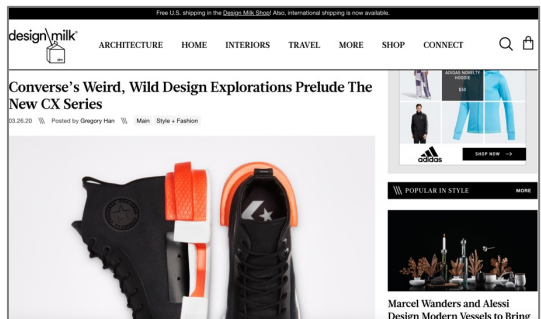 Free U.S. shipping in the Design Milk Shop! Also, international shipping is now available.
design\milk
dm
ARCHITECTURE HOME INTERIORS TRAVEL MORE SHOP CONNECT
Converse's Weird, Wild Design Explorations Prelude The
New CX Series
03.26.20 \\\ Posted by Gregory Han \\\ Main Style + Fashion
ADIDAS NOVELTY
HOODIE
$50
adidas
SHOP NOW →
\\\ POPULAR IN STYLE MORE
Marcel Wanders and Alessi
Design Modern Vessels to Bring